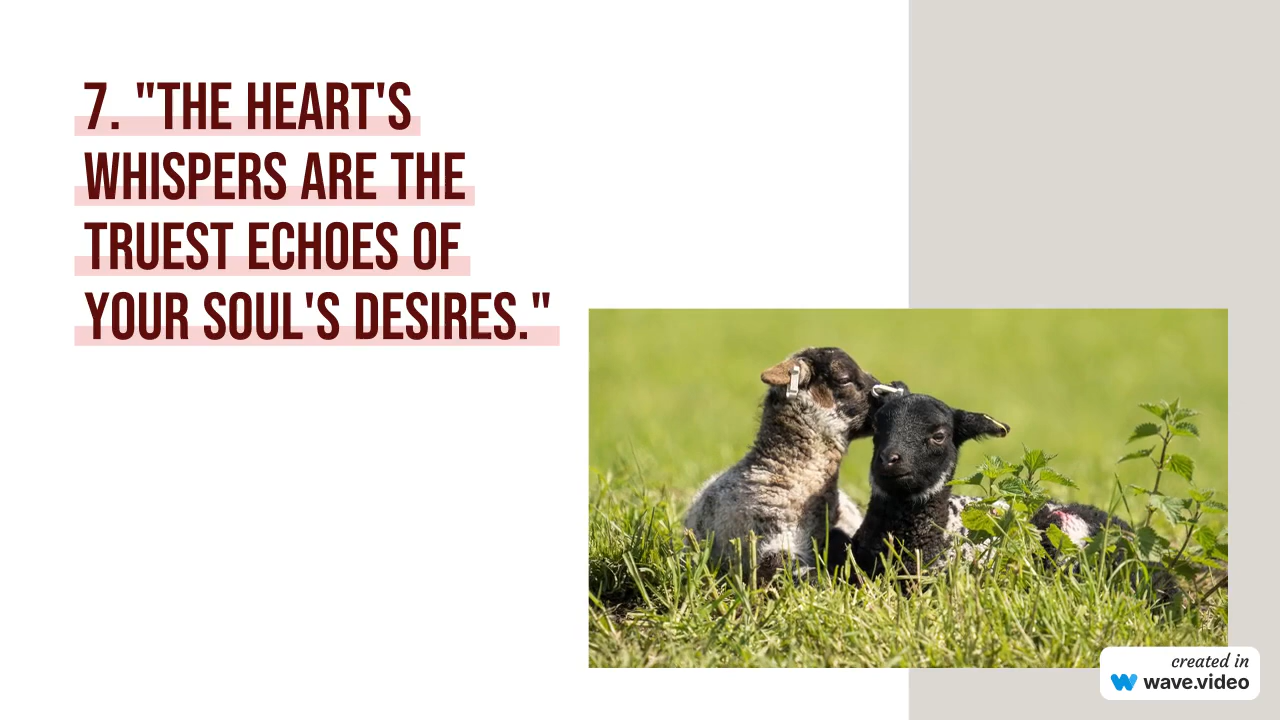 7. "THE HEART'S
WHISPERS ARE THE
TRUEST ECHOES OF
YOUR SOUL'S DESIRES."
created in
wave.video